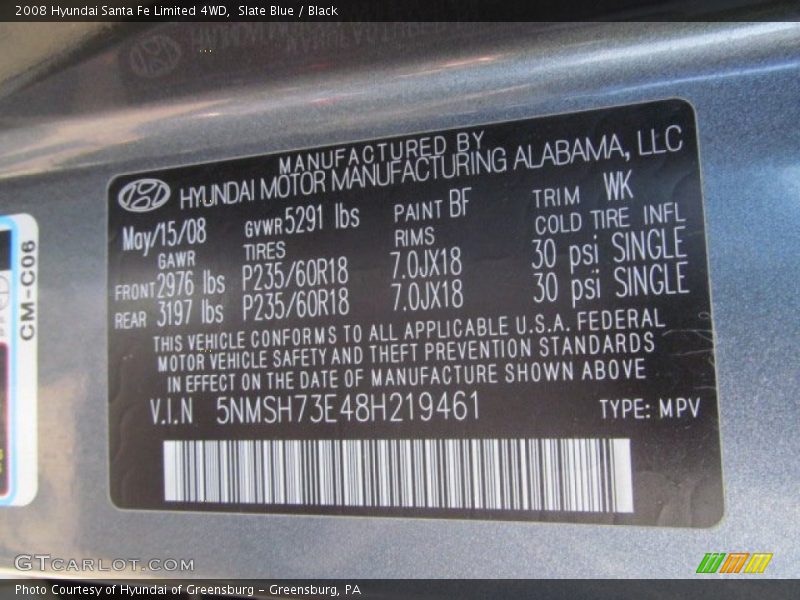 2008 Hyundai Santa Fe Limited 4WD, Slate Blue / Black
MANUFACTURED BY
HYUNDAI MOTOR MANUFACTURING ALABAMA, LLC
May/15/08 GVWR 5291 lbs PAINT BF TRIM WK
GAWR TIRES RIMS COLD TIRE INFL
FRONT 2976 lbs P235/60R18 7.0JX18 30 psi SINGLE
REAR 3197 lbs P235/60R18 7.0JX18 30 psi SINGLE
THIS VEHICLE CONFORMS TO ALL APPLICABLE U.S.A. FEDERAL
MOTOR VEHICLE SAFETY AND THEFT PREVENTION STANDARDS
IN EFFECT ON THE DATE OF MANUFACTURE SHOWN ABOVE
V.I.N 5NMSH73E48H219461 TYPE: MPV
CM-C06
GTCARLOT.COM
Photo Courtesy of Hyundai of Greensburg - Greensburg, PA